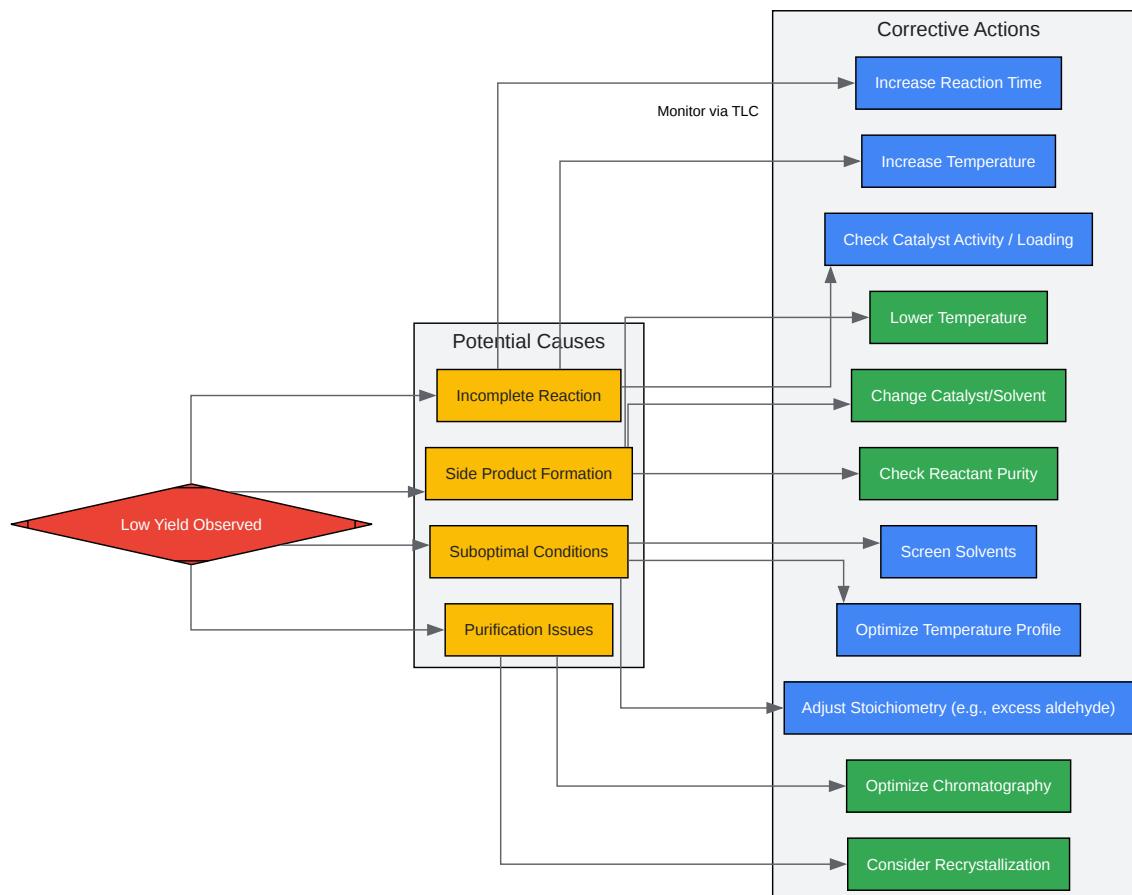 Corrective Actions
Increase Reaction Time
Monitor via TLC
Increase Temperature
Check Catalyst Activity / Loading
Lower Temperature
Potential Causes
Incomplete Reaction
Change Catalyst/Solvent
Side Product Formation
Check Reactant Purity
Low Yield Observed
Suboptimal Conditions
Screen Solvents
Purification Issues
Optimize Temperature Profile
Adjust Stoichiometry (e.g., excess aldehyde)
Optimize Chromatography
Consider Recrystallization